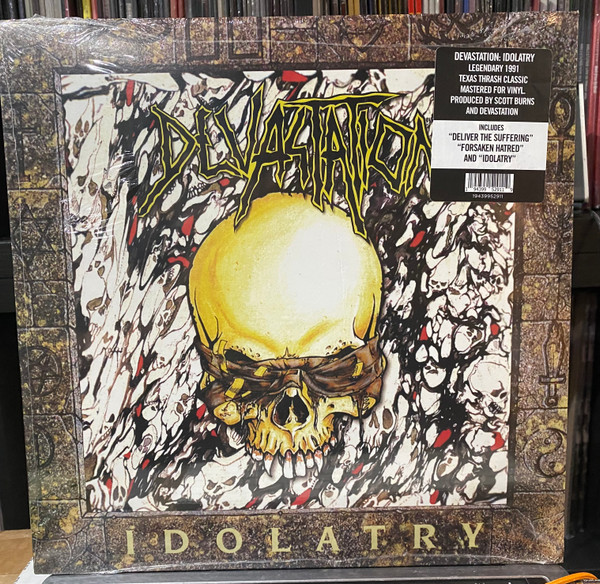 DEVASTATION
DEVASTATION: IDOLATRY
LEGENDARY 1991
TEXAS THRASH CLASSIC
MASTERED FOR VINYL.
PRODUCED BY SCOTT BURNS
AND DEVASTATION
INCLUDES
"DELIVER THE SUFFERING"
"FORSAKEN HATRED"
AND "IDOLATRY"
19439952911
IDOLATRY